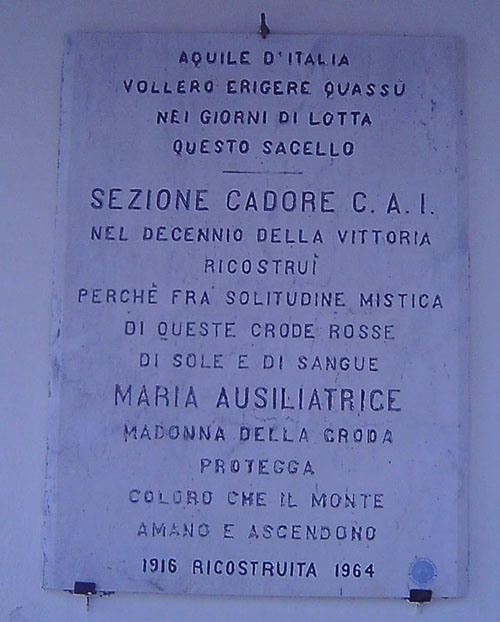 AQUILE D'ITALIA
VOLLERO ERIGERE QUASSÙ
NEI GIORNI DI LOTTA
QUESTO SACELLO
SEZIONE CADORE C. A. I.
NEL DECENNIO DELLA VITTORIA
RICOSTRUÌ
PERCHÈ FRA SOLITUDINE MISTICA
DI QUESTE CRODE ROSSE
DI SOLE E DI SANGUE
MARIA AUSILIATRICE
MADONNA DELLA CRODA
PROTEGGA
COLORO CHE IL MONTE
AMANO E ASCENDONO
1916 RICOSTRUITA 1964